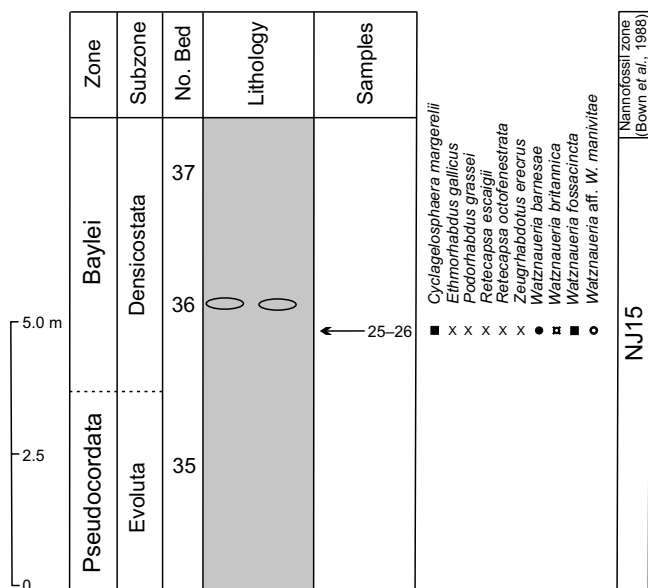 Zone
Subzone
No. Bed
Lithology
Samples
Nannofossil zone
(Bown et al., 1988)
Baylei
Densicostata
37
36
5.0 m
25–26
Pseudocordata
Evoluta
35
2.5
0
Cyclagelosphaera margerelii
Ethmorhabdus gallicus
Podorhabdus grassei
Retecapsa escaigii
Retecapsa octofenestrata
Zeugrhabdotus erecrus
Watznaueria barnesae
Watznaueria britannica
Watznaueria fossacincta
Watznaueria aff. W. manivitae
x x x x x
NJ15